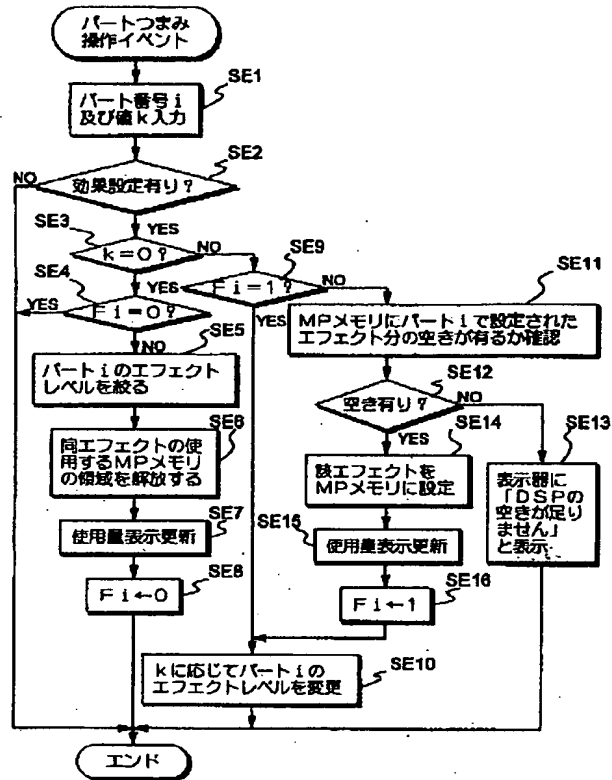 パートつまみ
操作イベント
SE1
パート番号i
及び値k入力
SE2
NO
効果設定有り?
YES
SE3
k=0?
NO
SE9
SE4
YES
Fi=1?
NO
SE11
YES
Fi=0?
YES
MPメモリにパートiで設定された
エフェクト分の空きが有るか確認
NO
SE5
パートiのエフェクト
レベルを絞る
SE12
空き有り?
NO
YES
SE6
同エフェクトの使
用するMPメモリ
の領域を解放する
SE14
該エフェクトを
MPメモリに設定
SE13
表示器に
「DSPの
空きが足り
ません」
と表示
SE7
使用量表示更新
SE15
使用量表示更新
SE8
Fi←0
SE16
Fi←1
SE10
kに応じてパートiの
エフェクトレベルを変更
エンド